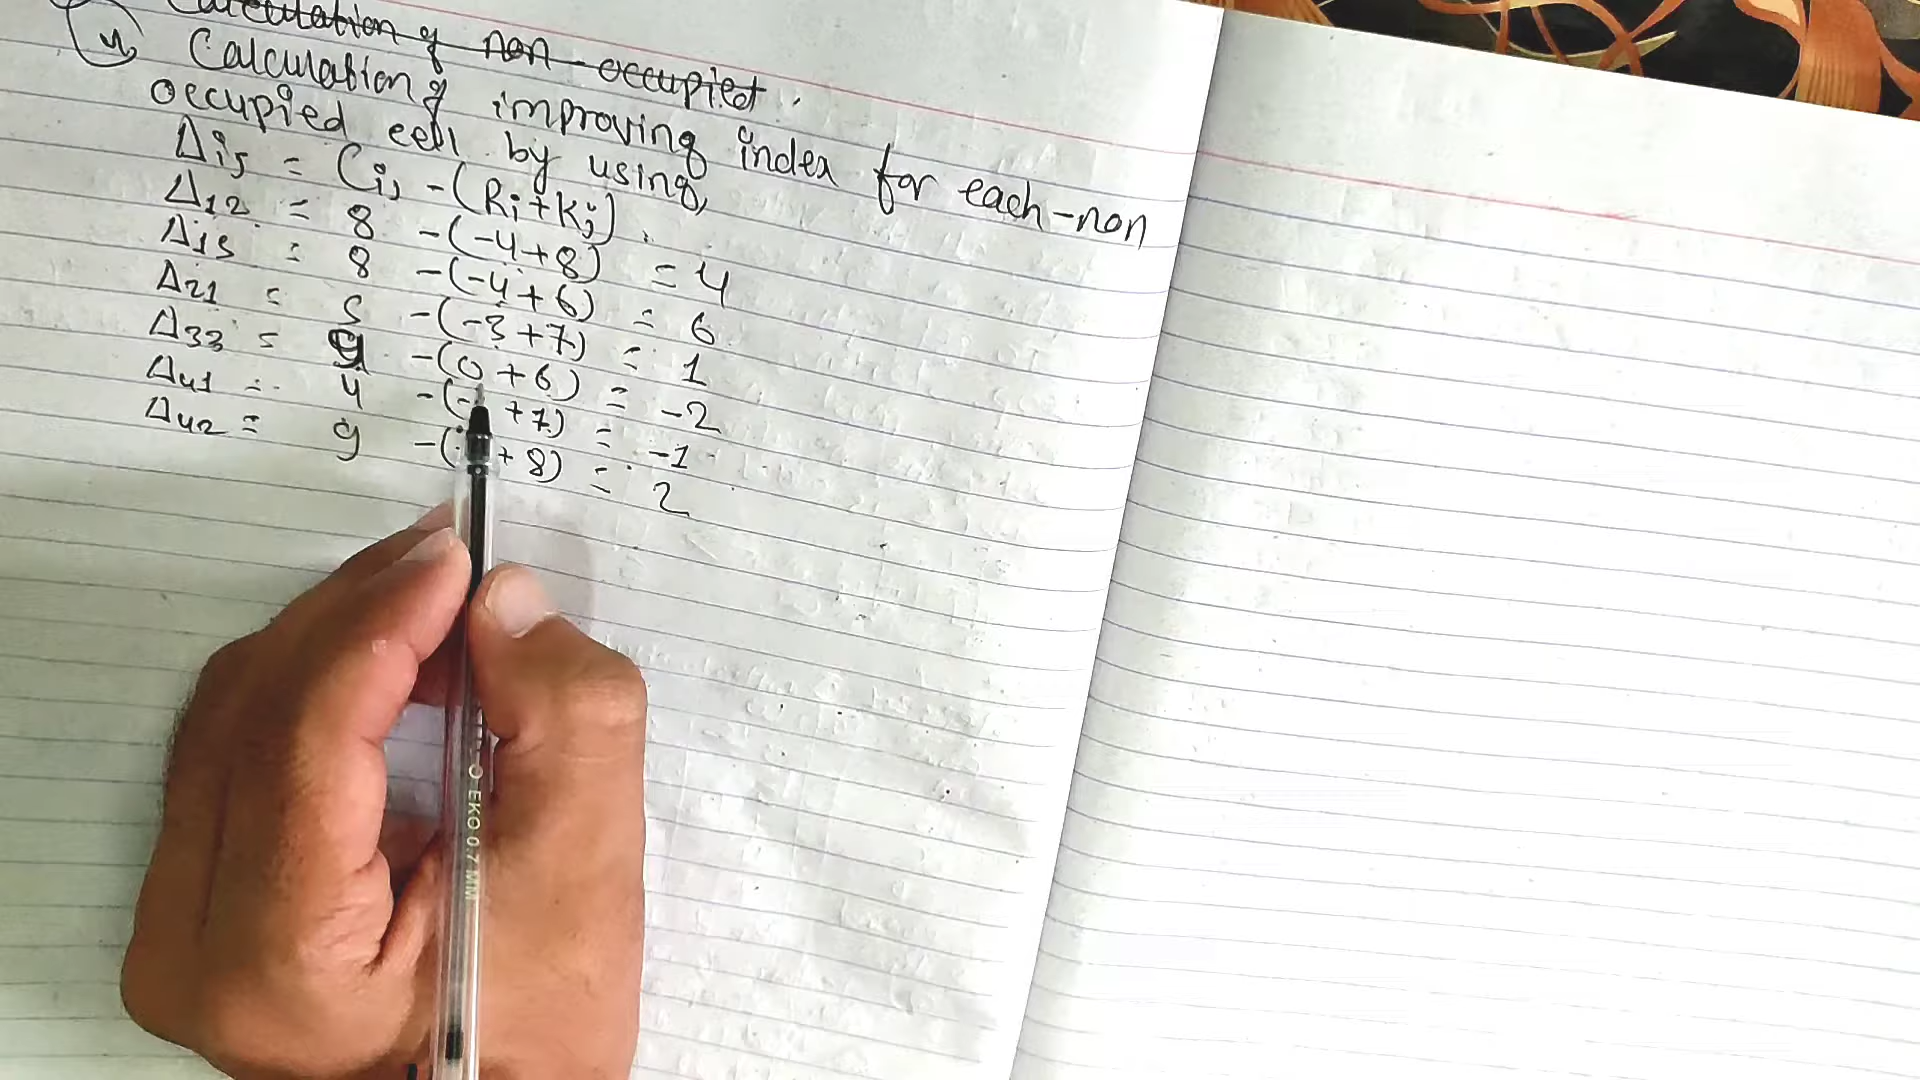 Calculation of non-occupied
Calculation of improving index for each-non
occupied cell by using,
Δij = Cij -(Ri+Kj).
Δ12 = 8 -(-4+8) = 4
Δ13 = 8 -(-4+6) = 6
Δ21 = 5 -(-3+7) = 1
Δ33 = 4 -(0+6) = -2
Δ41 = 4 -(- +7) = -1
Δ42 = 9 -( +8) = 2
EKO 0.7 MM